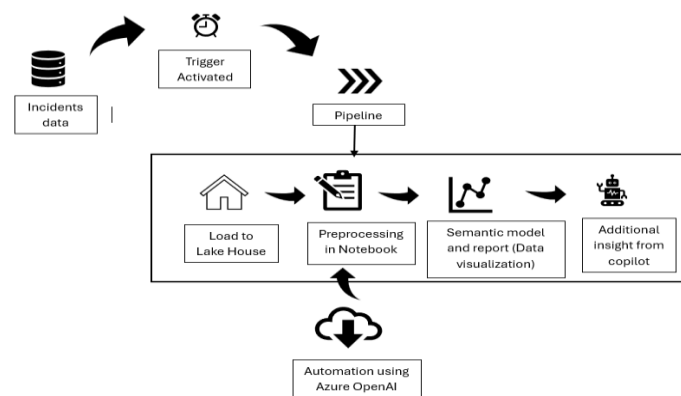 Trigger
Activated
Incidents
data
Pipeline
Load to
Lake House
Preprocessing
in Notebook
Semantic model
and report (Data
visualization)
Additional
insight from
copilot
Automation using
Azure OpenAI